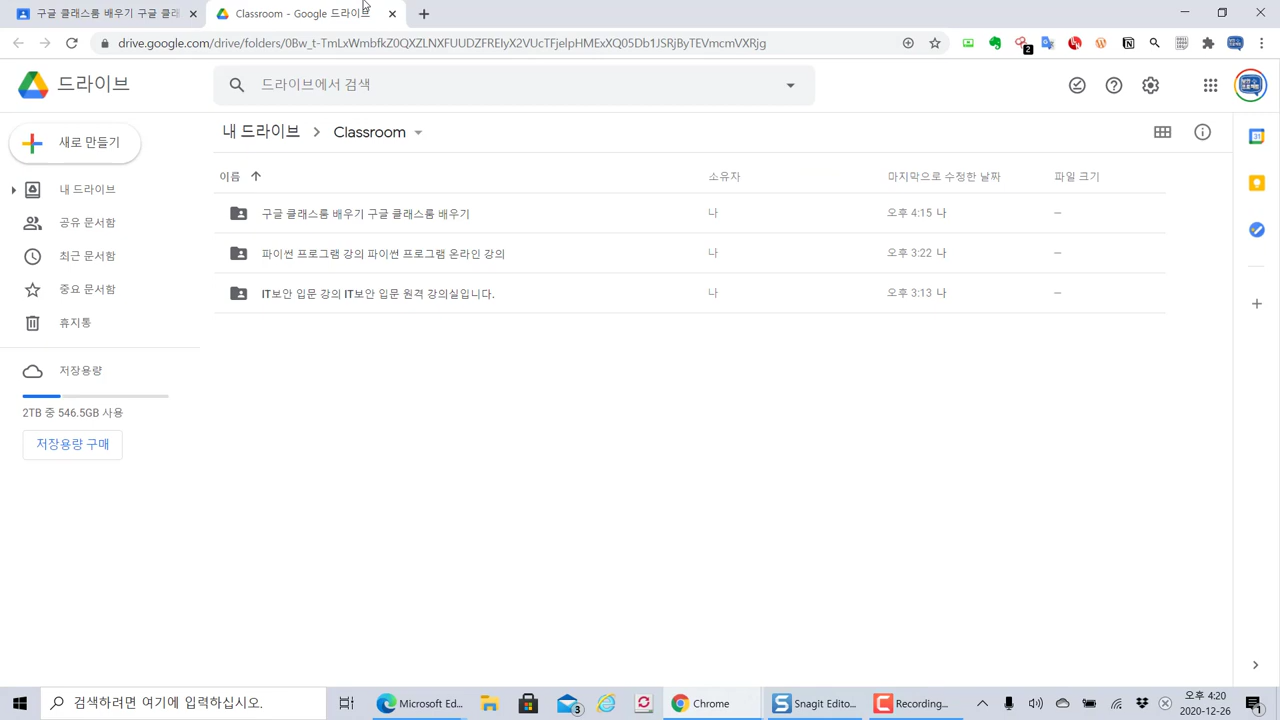 구글 클래스룸 배우기 구글 클래
Classroom - Google 드라이브
drive.google.com/drive/folders/0Bw_t-TmLxWmbfkZ0QXZLNXFUUDZFREIyX2VUcTFjelpHMExXQ05Db1JSRjByTEVmcmVXRjg
2
드라이브
드라이브에서 검색
새로 만들기
내 드라이브
공유 문서함
최근 문서함
중요 문서함
휴지통
저장용량
2TB 중 546.5GB 사용
저장용량 구매
내 드라이브 > Classroom
이름 소유자 마지막으로 수정한 날짜 파일 크기
구글 클래스룸 배우기 구글 클래스룸 배우기 나 오후 4:15 나 –
파이썬 프로그램 강의 파이썬 프로그램 온라인 강의 나 오후 3:22 나 –
IT보안 입문 강의 IT보안 입문 원격 강의실입니다. 나 오후 3:13 나 –
31
검색하려면 여기에 입력하십시오.
Microsoft Ed...
3
Chrome
Snagit Edito...
Recording...
오후 4:20
2020-12-26
1